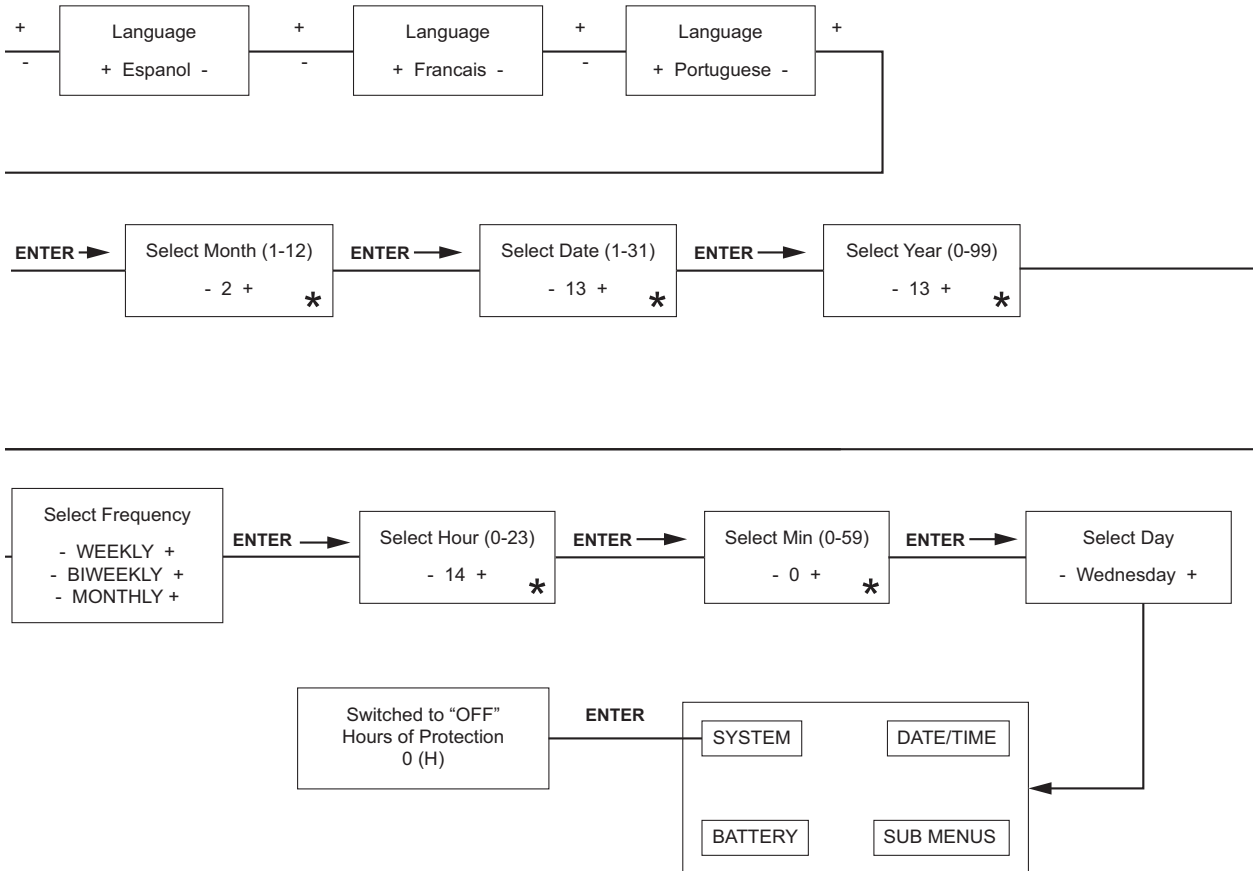 + Language + Language + Language +
- + Espanol - - + Francais - - + Portuguese -
ENTER Select Month (1-12) ENTER Select Date (1-31) ENTER Select Year (0-99)
- 2 + * - 13 + * - 13 + *
Select Frequency
- WEEKLY +
- BIWEEKLY +
- MONTHLY +
ENTER
Select Hour (0-23)
- 14 + *
ENTER
Select Min (0-59)
- 0 + *
ENTER
Select Day
- Wednesday +
Switched to “OFF”
Hours of Protection
0 (H)
ENTER
SYSTEM DATE/TIME
BATTERY SUB MENUS